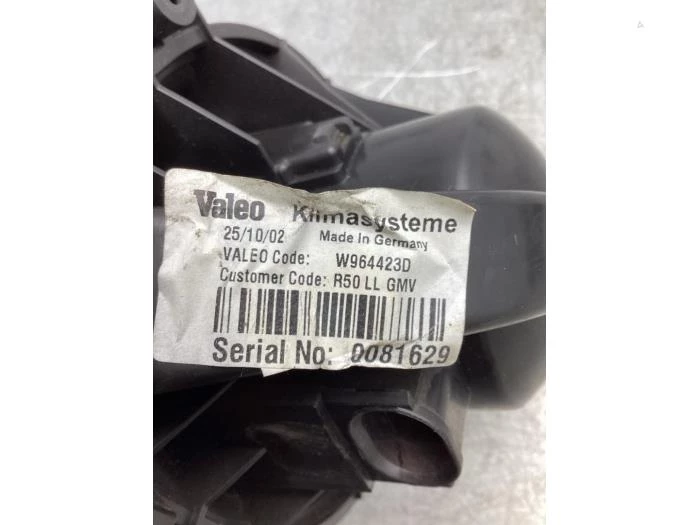 Valeo Klimasysteme
25/10/02 Made In Germany
VALEO Code: W964423D
Customer Code: R50 LL GMV
Serial No: 0081629